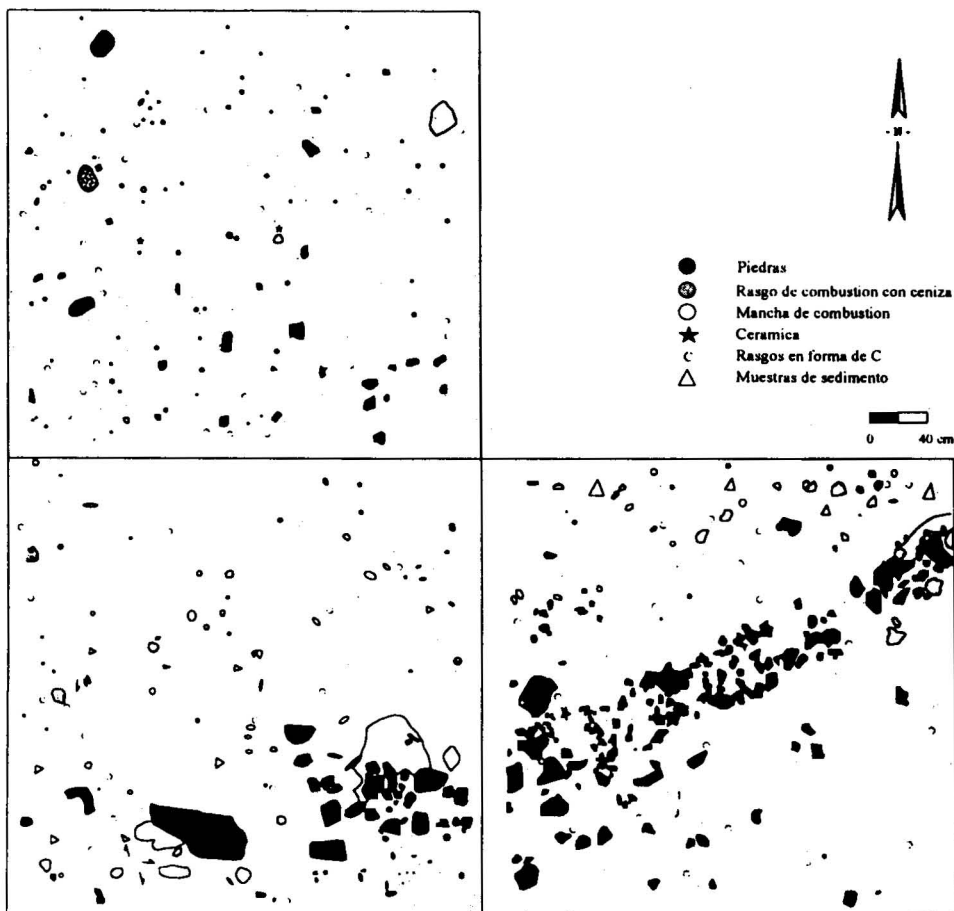 - N -
Piedras
Rasgo de combustion con ceniza
Mancha de combustion
Ceramica
Rasgos en forma de C
Muestras de sedimento
0 40 cm